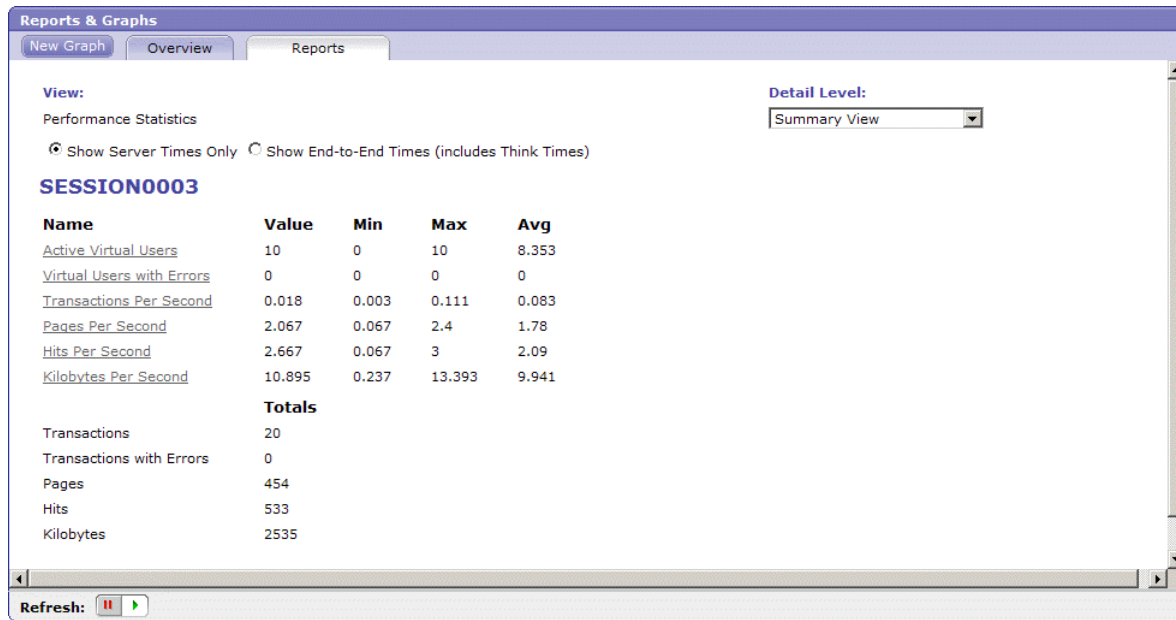 Reports & Graphs
New Graph Overview Reports
View: Detail Level:
Performance Statistics Summary View
Show Server Times Only Show End-to-End Times (includes Think Times)
SESSION0003
Name Value Min Max Avg
Active Virtual Users 10 0 10 8.353
Virtual Users with Errors 0 0 0 0
Transactions Per Second 0.018 0.003 0.111 0.083
Pages Per Second 2.067 0.067 2.4 1.78
Hits Per Second 2.667 0.067 3 2.09
Kilobytes Per Second 10.895 0.237 13.393 9.941
Totals
Transactions 20
Transactions with Errors 0
Pages 454
Hits 533
Kilobytes 2535
Refresh: